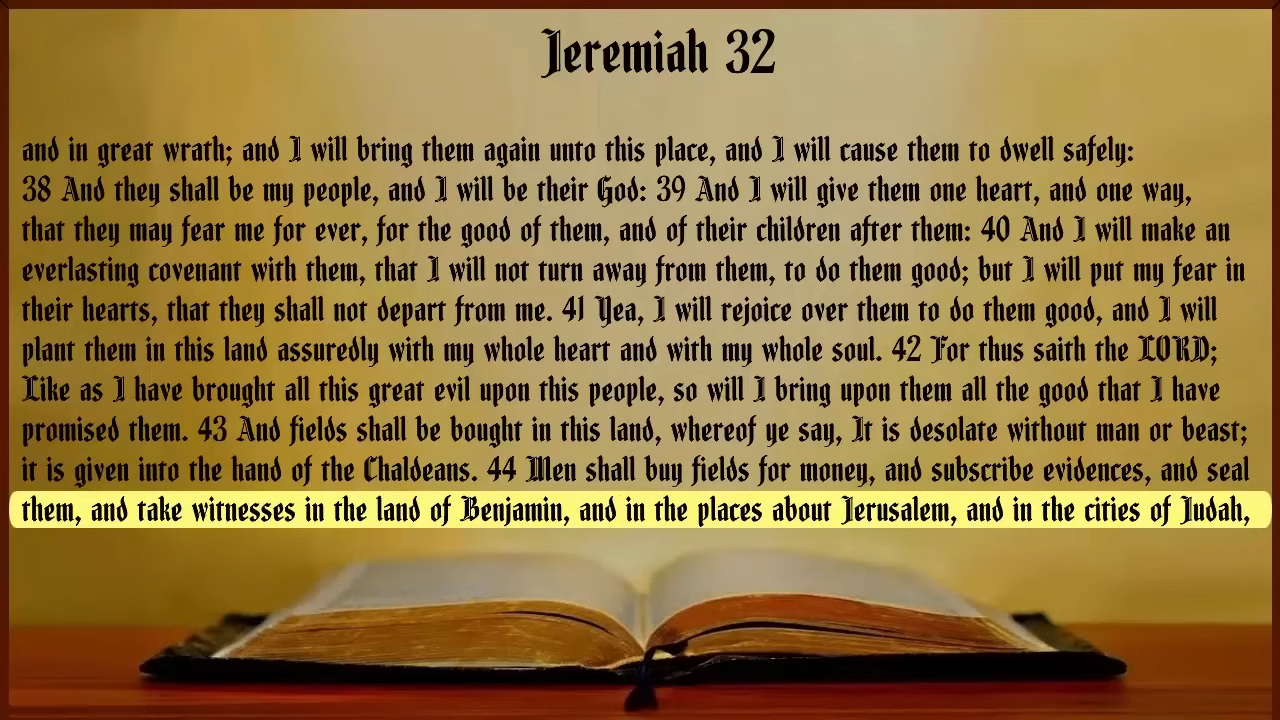 Jeremiah 32
and in great wrath; and I will bring them again unto this place, and I will cause them to dwell safely:
38 And they shall be my people, and I will be their God: 39 And I will give them one heart, and one way,
that they may fear me for ever, for the good of them, and of their children after them: 40 And I will make an
everlasting covenant with them, that I will not turn away from them, to do them good; but I will put my fear in
their hearts, that they shall not depart from me. 41 Yea, I will rejoice over them to do them good, and I will
plant them in this land assuredly with my whole heart and with my whole soul. 42 For thus saith the LORD;
Like as I have brought all this great evil upon this people, so will I bring upon them all the good that I have
promised them. 43 And fields shall be bought in this land, whereof ye say, It is desolate without man or beast;
it is given into the hand of the Chaldeans. 44 Men shall buy fields for money, and subscribe evidences, and seal
them, and take witnesses in the land of Benjamin, and in the places about Jerusalem, and in the cities of Judah,